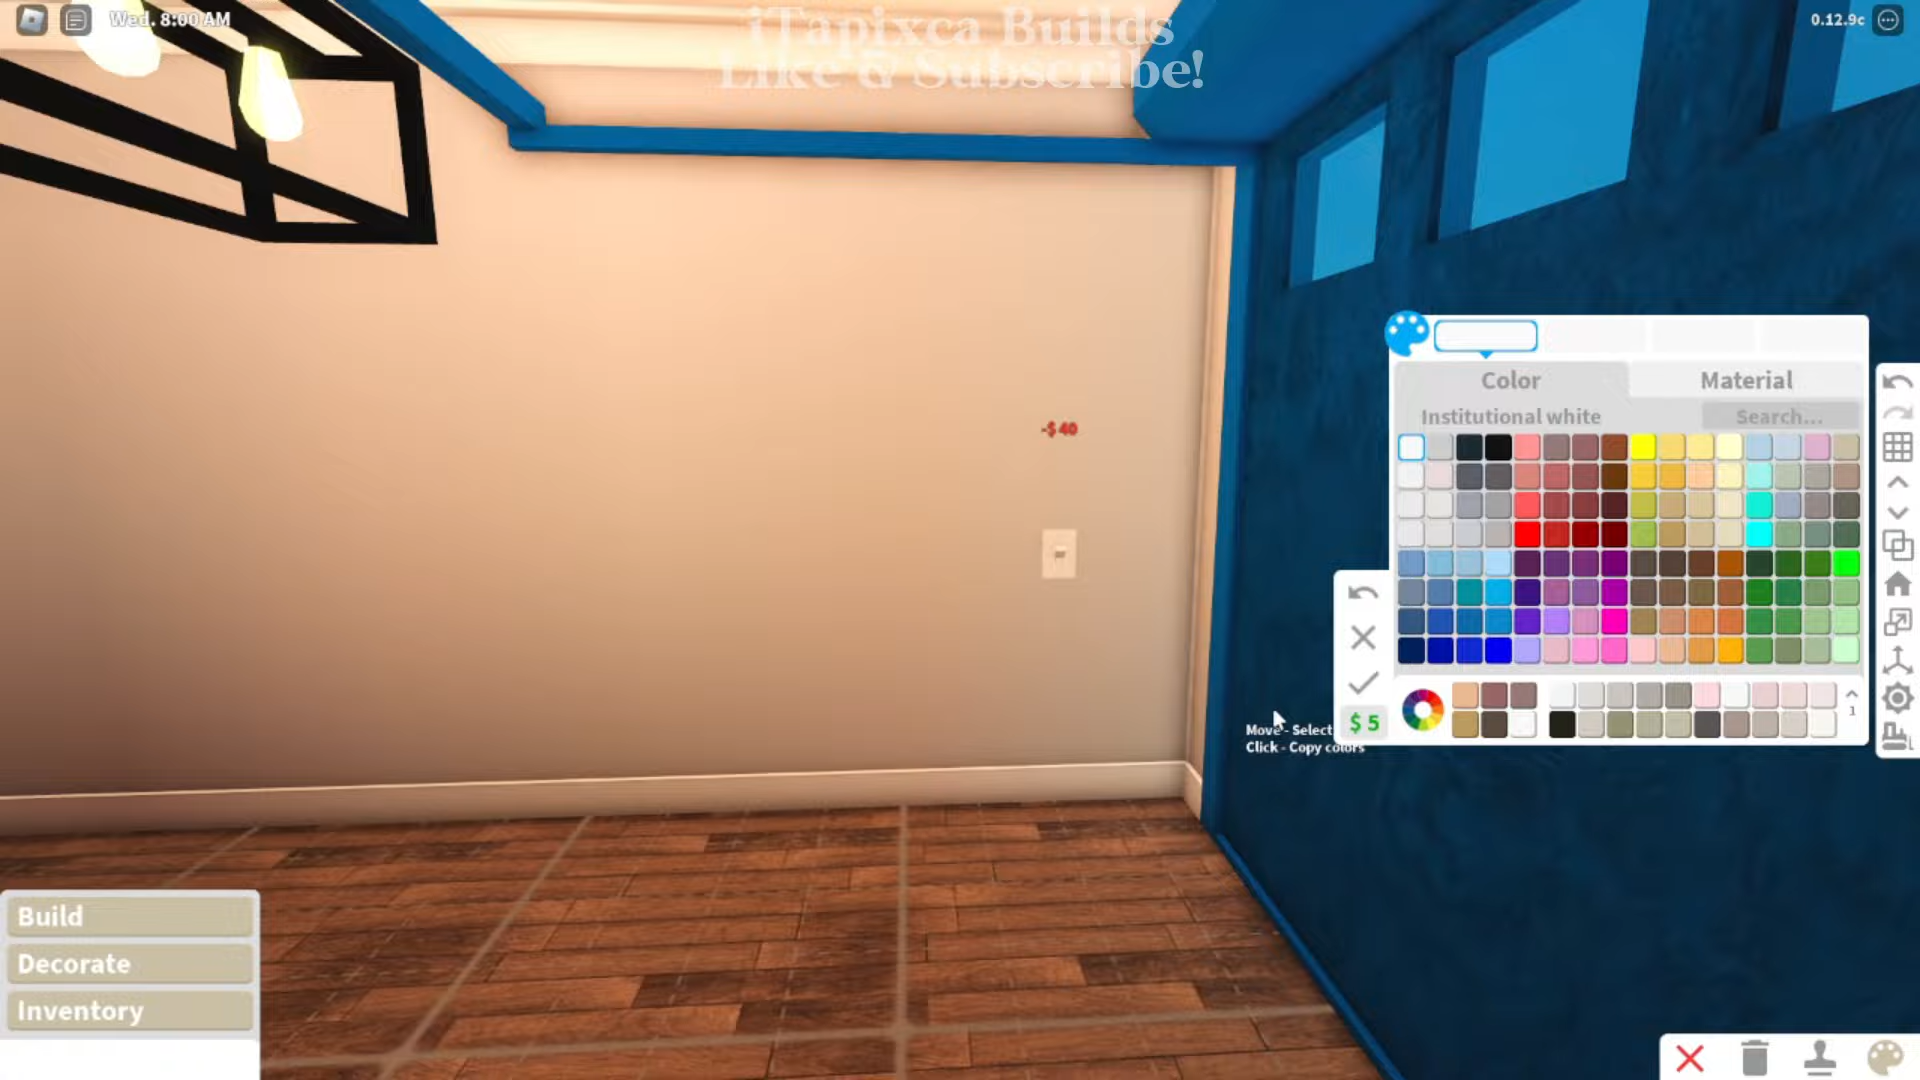 Wed. 8:00 AM
iTapixca Builds
Like & Subscribe!
0.12.9c
-$ 40
Color
Material
Institutional white
Search...
Move - Select
Click - Copy colors
$ 5
1
Build
Decorate
Inventory